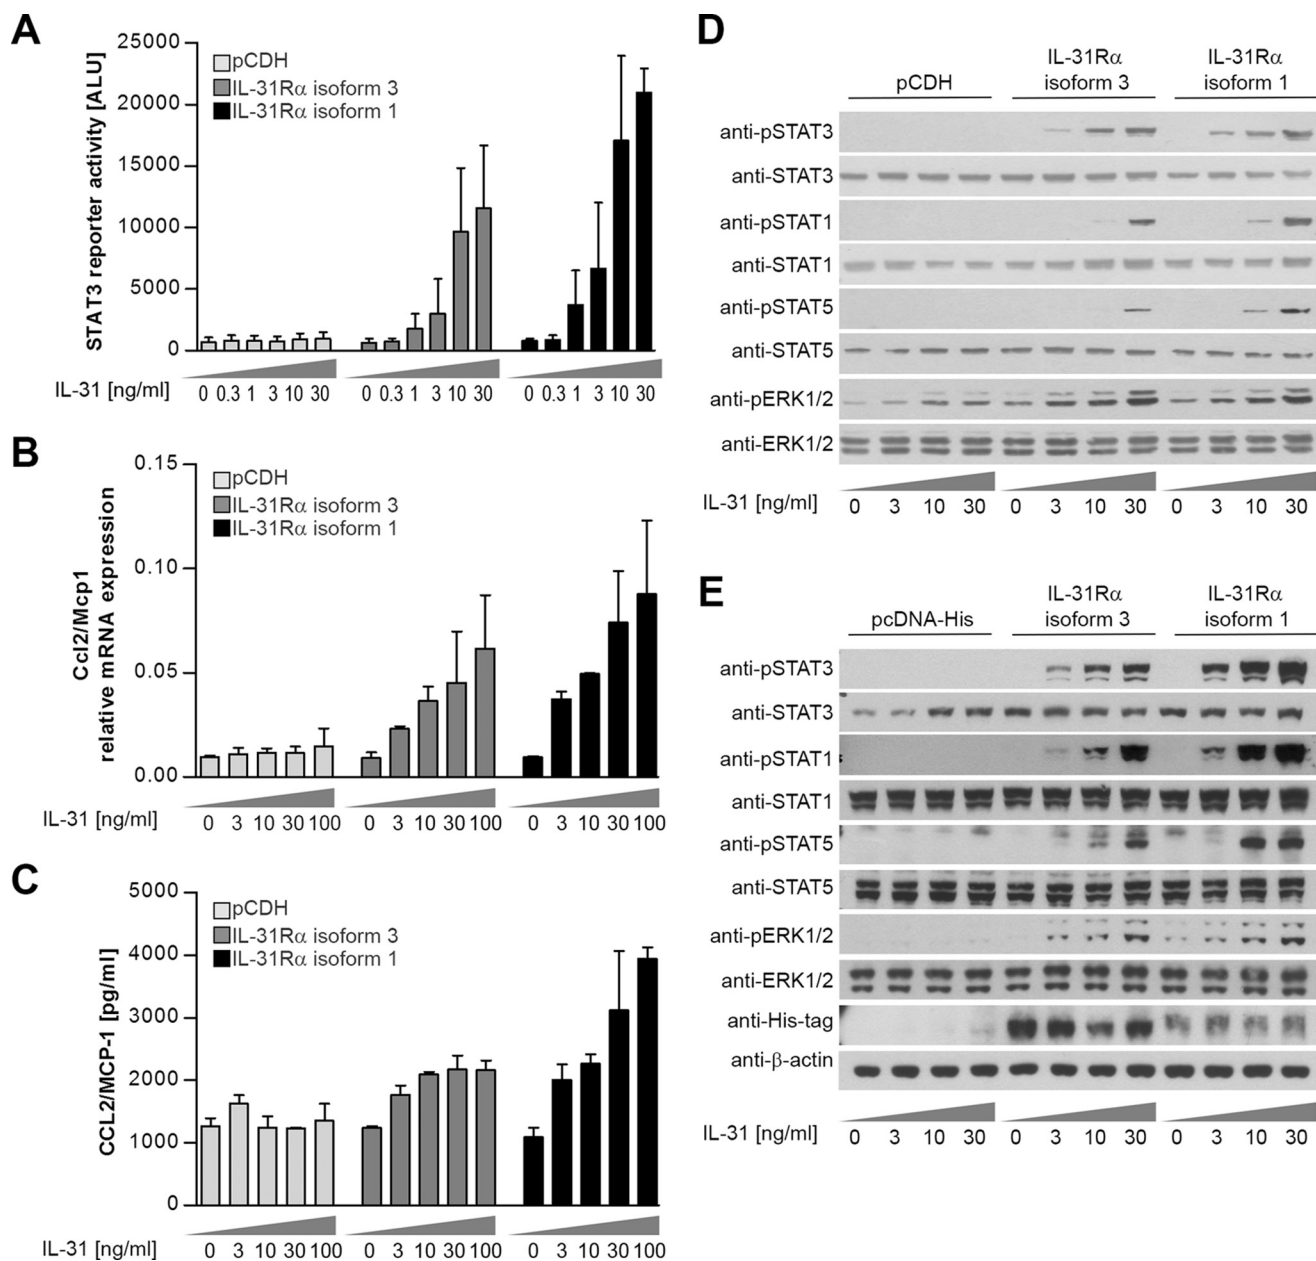 A
STAT3 reporter activity [ALU]
25000
20000
15000
10000
5000
0
pCDH
IL-31Rα isoform 3
IL-31Rα isoform 1
IL-31 [ng/ml]
0 0.3 1 3 10 30
0 0.3 1 3 10 30
0 0.3 1 3 10 30
B
Ccl2/Mcp1
relative mRNA expression
0.15
0.10
0.05
0.00
pCDH
IL-31Rα isoform 3
IL-31Rα isoform 1
IL-31 [ng/ml]
0 3 10 30 100
0 3 10 30 100
0 3 10 30 100
C
CCL2/MCP-1 [pg/ml]
5000
4000
3000
2000
1000
0
pCDH
IL-31Rα isoform 3
IL-31Rα isoform 1
IL-31 [ng/ml]
0 3 10 30 100
0 3 10 30 100
0 3 10 30 100
D
pCDH
IL-31Rα
isoform 3
IL-31Rα
isoform 1
anti-pSTAT3
anti-STAT3
anti-pSTAT1
anti-STAT1
anti-pSTAT5
anti-STAT5
anti-pERK1/2
anti-ERK1/2
IL-31 [ng/ml]
0 3 10 30
0 3 10 30
0 3 10 30
E
pcDNA-His
IL-31Rα
isoform 3
IL-31Rα
isoform 1
anti-pSTAT3
anti-STAT3
anti-pSTAT1
anti-STAT1
anti-pSTAT5
anti-STAT5
anti-pERK1/2
anti-ERK1/2
anti-His-tag
anti-β-actin
IL-31 [ng/ml]
0 3 10 30
0 3 10 30
0 3 10 30